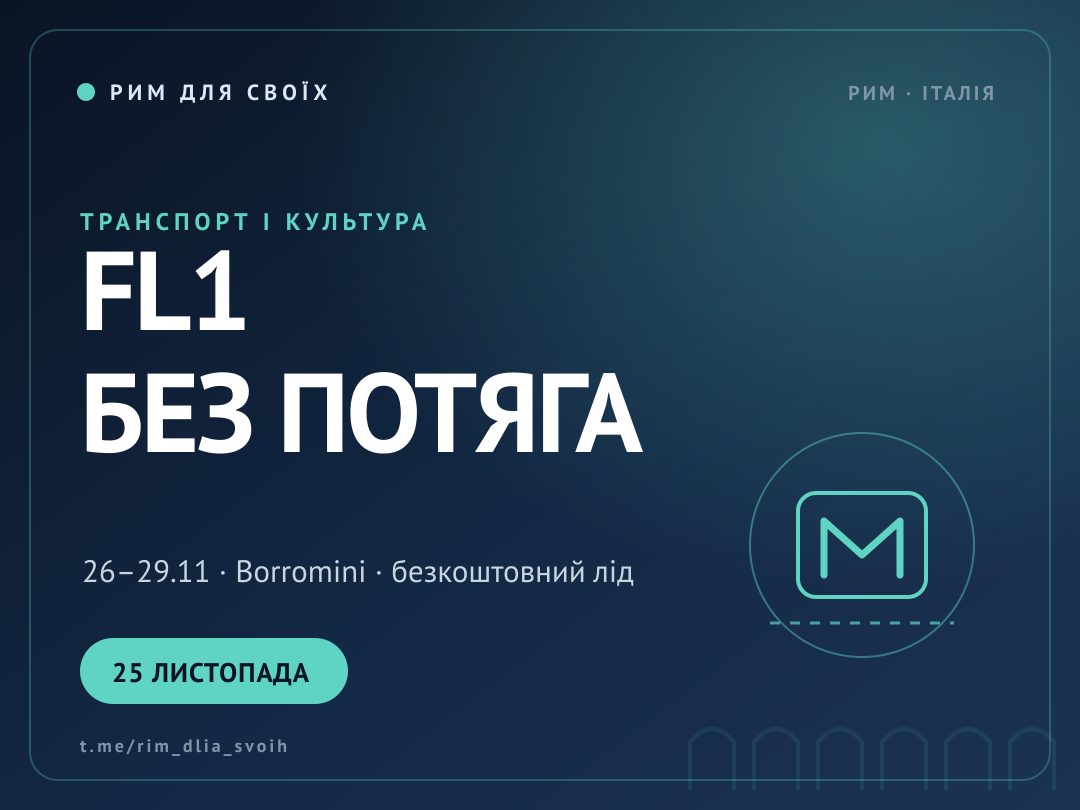 РИМ ДЛЯ СВОЇХ
РИМ · ІТАЛІЯ
ТРАНСПОРТ І КУЛЬТУРА
FL1
БЕЗ ПОТЯГА
26–29.11 · Borromini · безкоштовний лід
M
25 ЛИСТОПАДА
t.me/rim_dlia_svoih